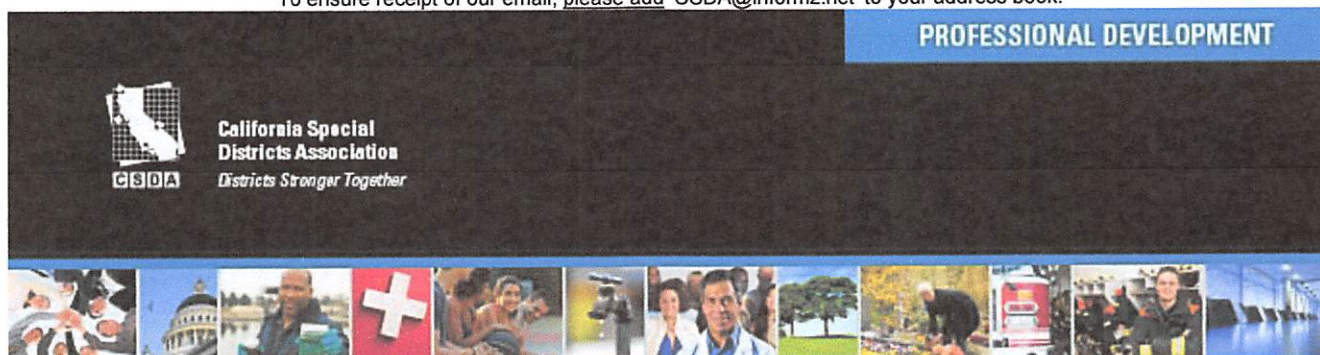 To ensure receipt of our email, please add 'CSDA@informz.net' to your address book.
PROFESSIONAL DEVELOPMENT
California Special
Districts Association
CSDA
Districts Stronger Together